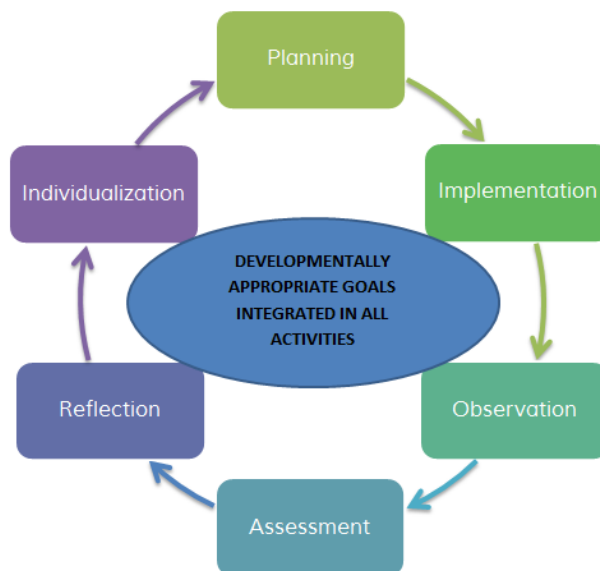 Planning
Implementation
Observation
Assessment
Reflection
Individualization
DEVELOPMENTALLY
APPROPRIATE GOALS
INTEGRATED IN ALL
ACTIVITIES